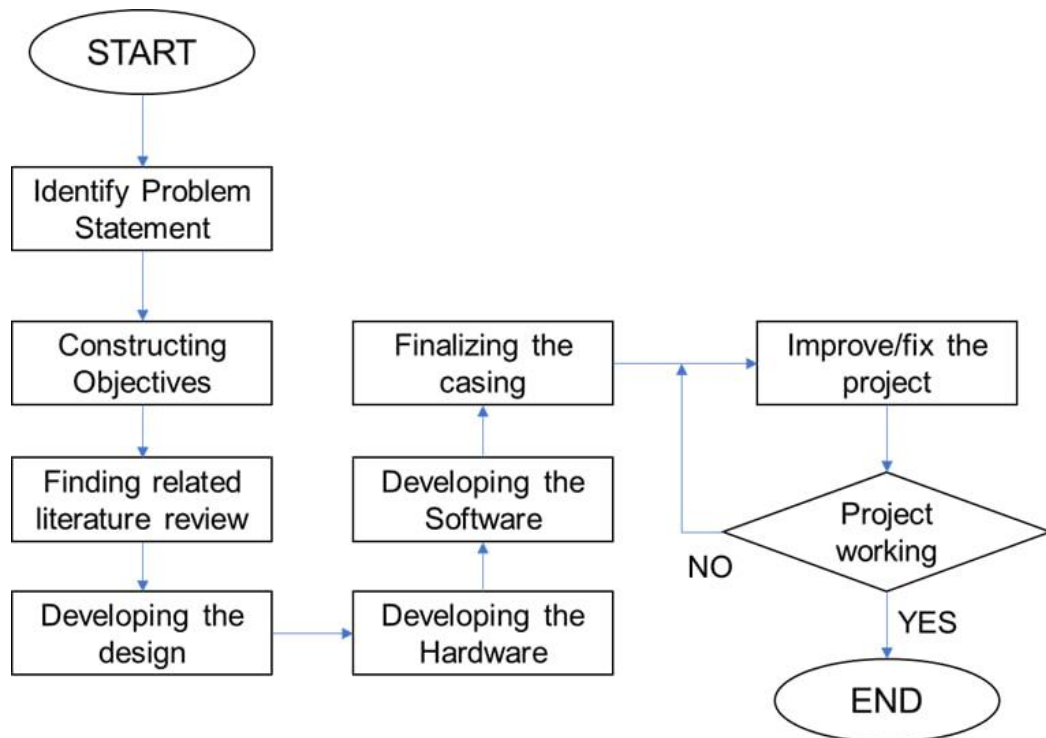 START
Identify Problem
Statement
Constructing
Objectives
Finding related
literature review
Developing the
design
Developing the
Hardware
Developing the
Software
Finalizing the
casing
Improve/fix the
project
Project
working
NO
YES
END